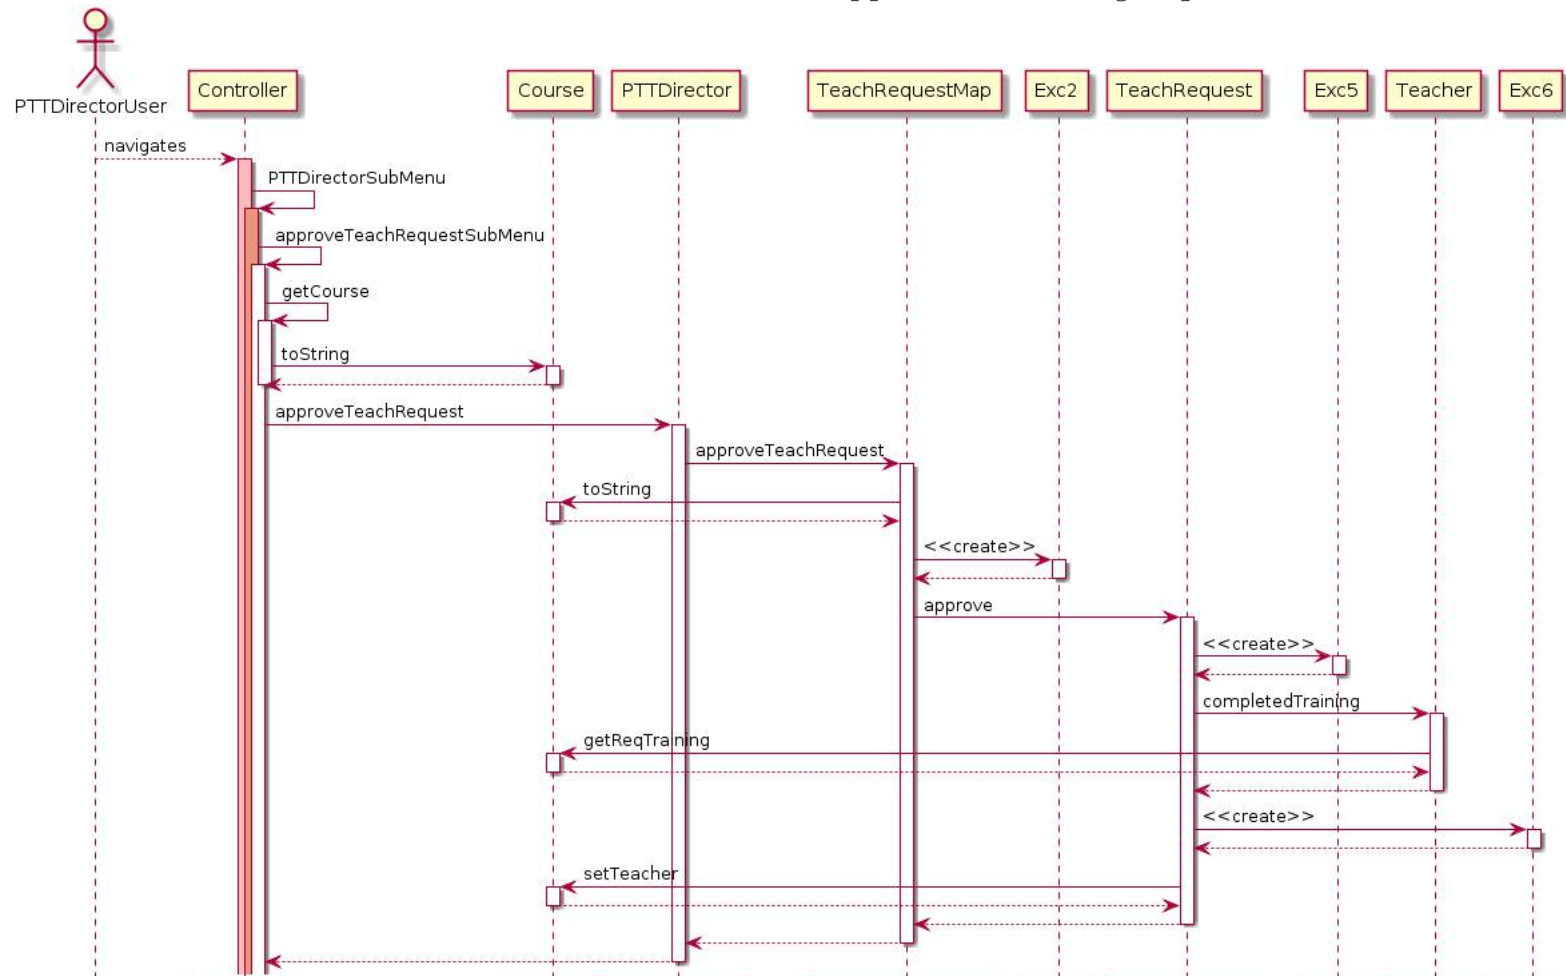 PTTDirectorUser
Controller
Course
PTTDirector
TeachRequestMap
Exc2
TeachRequest
Exc5
Teacher
Exc6
navigates
PTTDirectorSubMenu
approveTeachRequestSubMenu
getCourse
toString
approveTeachRequest
approveTeachRequest
toString
<<create>>
approve
<<create>>
completedTraining
getReqTraining
<<create>>
setTeacher